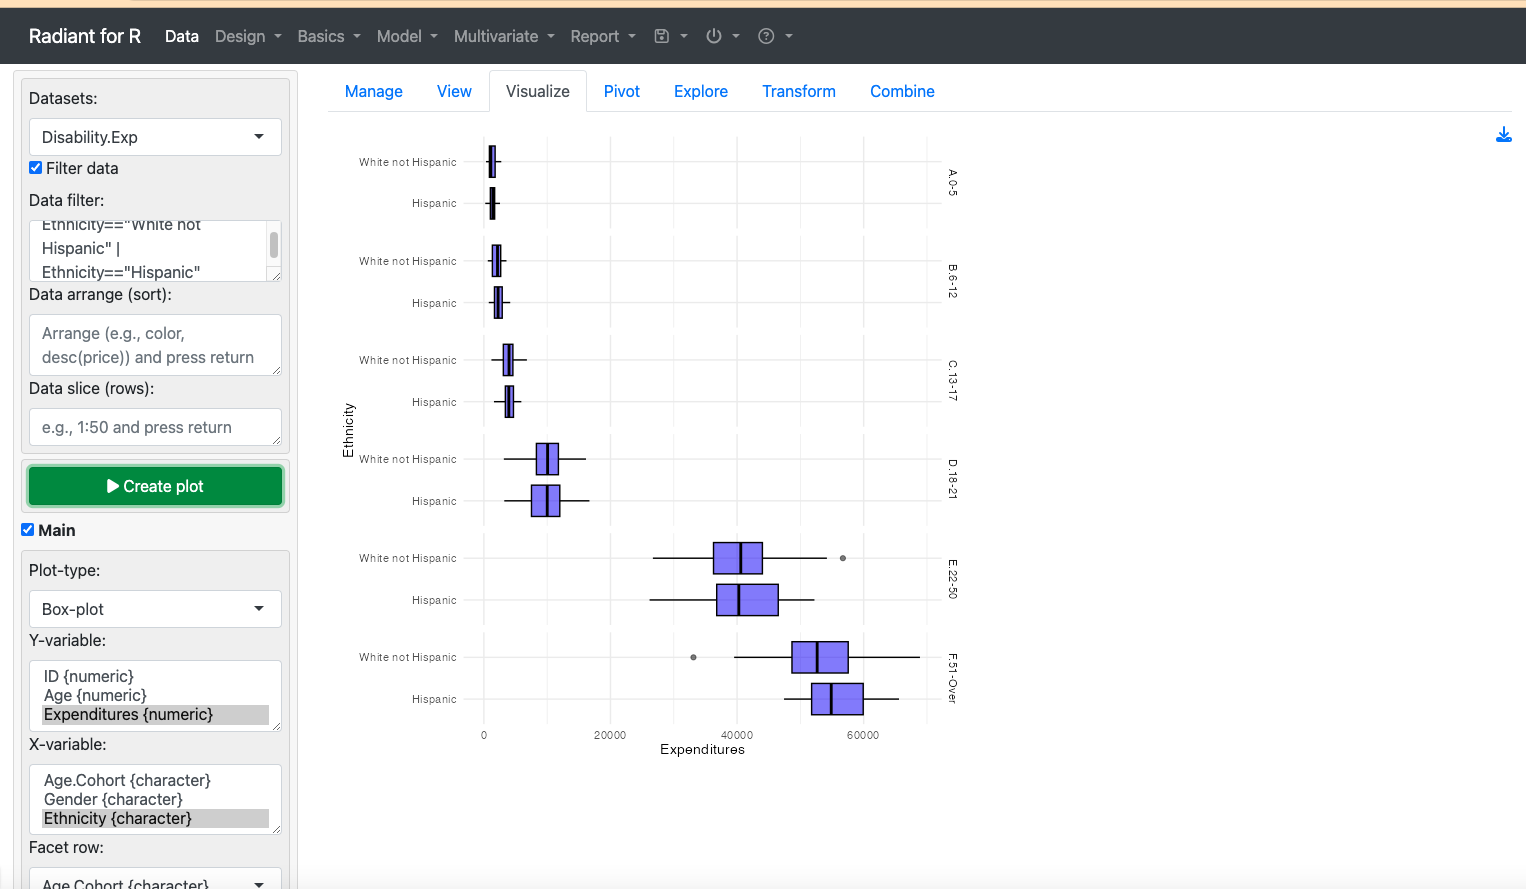 Radiant for R Data Design Basics Model Multivariate Report
Datasets:
Disability.Exp
Filter data
Data filter:
Ethnicity=="White not
Hispanic" |
Ethnicity=="Hispanic"
Data arrange (sort):
Arrange (e.g., color,
desc(price)) and press return
Data slice (rows):
e.g., 1:50 and press return
Create plot
Main
Plot-type:
Box-plot
Y-variable:
ID {numeric}
Age {numeric}
Expenditures {numeric}
X-variable:
Age.Cohort {character}
Gender {character}
Ethnicity {character}
Facet row:
Age.Cohort {character}
Manage View Visualize Pivot Explore Transform Combine
Ethnicity
White not Hispanic
Hispanic
A.0-5
White not Hispanic
Hispanic
B.6-12
White not Hispanic
Hispanic
C.13-17
White not Hispanic
Hispanic
D.18-21
White not Hispanic
Hispanic
E.22-50
White not Hispanic
Hispanic
F.51-Over
0 20000 40000 60000
Expenditures